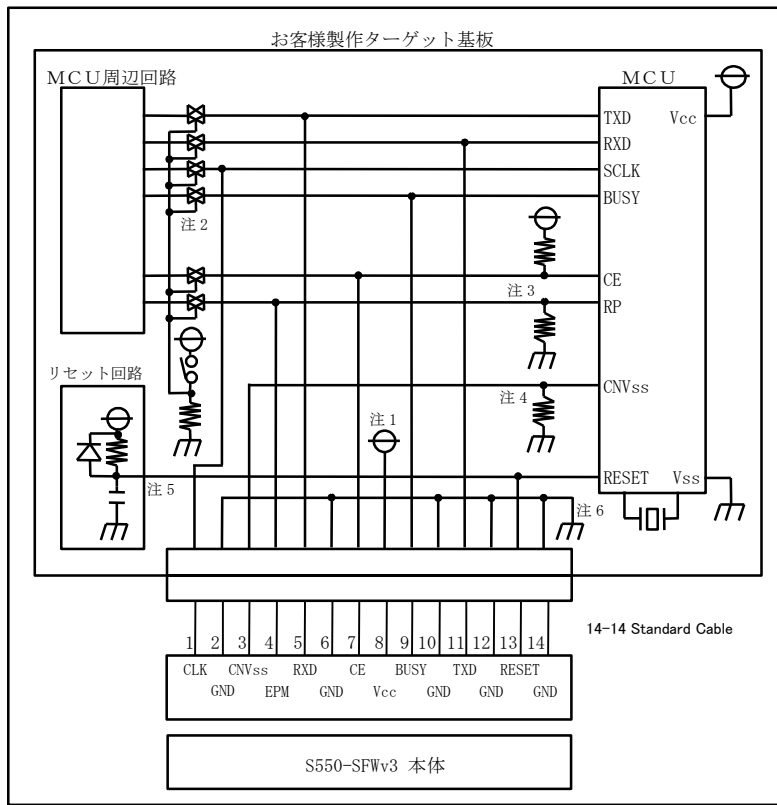 お客様製作ターゲット基板
MCU周辺回路
MCU
TXD
Vcc
RXD
SCLK
BUSY
注2
CE
注3
RP
リセット回路
CNVss
注4
注1
RESET
Vss
注5
注6
14-14 Standard Cable
1 2 3 4 5 6 7 8 9 10 11 12 13 14
CLK CNVss RXD CE BUSY TXD RESET
GND EPM GND Vcc GND GND GND
S550-SFWv3 本体